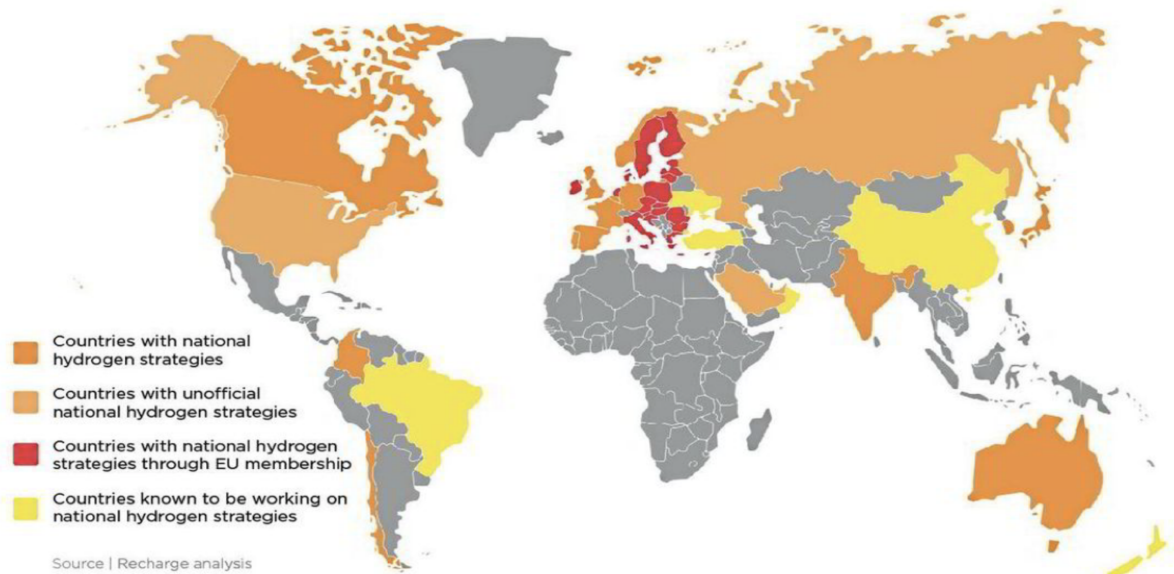 Countries with national
hydrogen strategies
Countries with unofficial
national hydrogen strategies
Countries with national hydrogen
strategies through EU membership
Countries known to be working on
national hydrogen strategies
Source | Recharge analysis